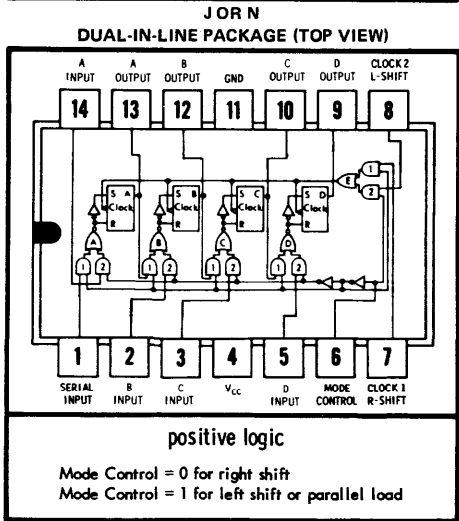 J OR N
DUAL-IN-LINE PACKAGE (TOP VIEW)
A INPUT
A OUTPUT
B OUTPUT
GND
C OUTPUT
D OUTPUT
CLOCK 2 L-SHIFT
14 13 12 11 10 9 8
S A Clock R
S B Clock R
S C Clock R
S D Clock R
E
1
2
A B C D
1 2 1 2 1 2 1 2
1 2 3 4 5 6 7
SERIAL INPUT
B INPUT
C INPUT
VCC
D INPUT
MODE CONTROL
CLOCK 1 R-SHIFT
positive logic
Mode Control = 0 for right shift
Mode Control = 1 for left shift or parallel load